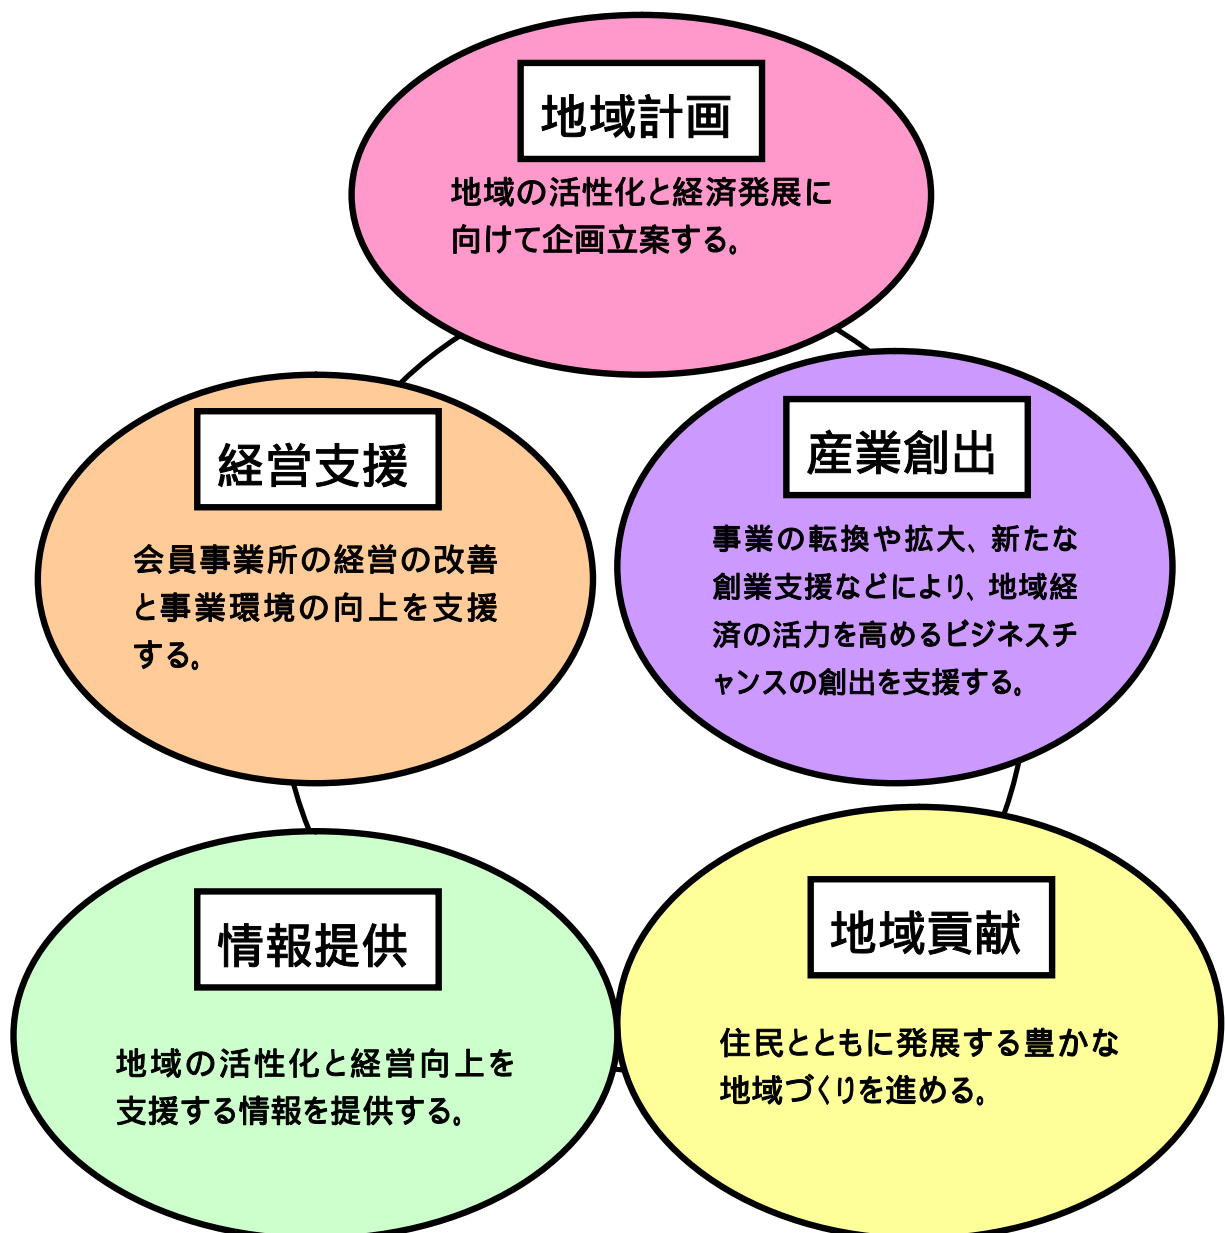 地域計画
地域の活性化と経済発展に
向けて企画立案する。
経営支援
会員事業所の経営の改善
と事業環境の向上を支援
する。
産業創出
事業の転換や拡大、新たな
創業支援などにより、地域経
済の活力を高めるビジネスチ
ャンスの創出を支援する。
情報提供
地域の活性化と経営向上を
支援する情報を提供する。
地域貢献
住民とともに発展する豊かな
地域づくりを進める。